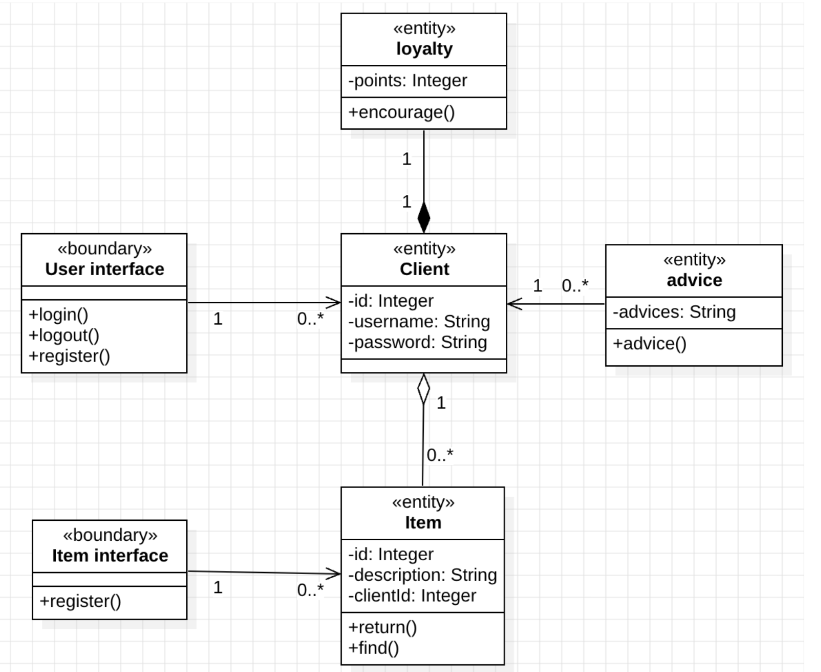 «entity»
loyalty
-points: Integer
+encourage()
1
1
«boundary»
User interface
+login()
+logout()
+register()
1
0..*
«entity»
Client
-id: Integer
-username: String
-password: String
1
0..*
«entity»
advice
-advices: String
+advice()
1
0..*
«boundary»
Item interface
+register()
1
0..*
«entity»
Item
-id: Integer
-description: String
-clientId: Integer
+return()
+find()